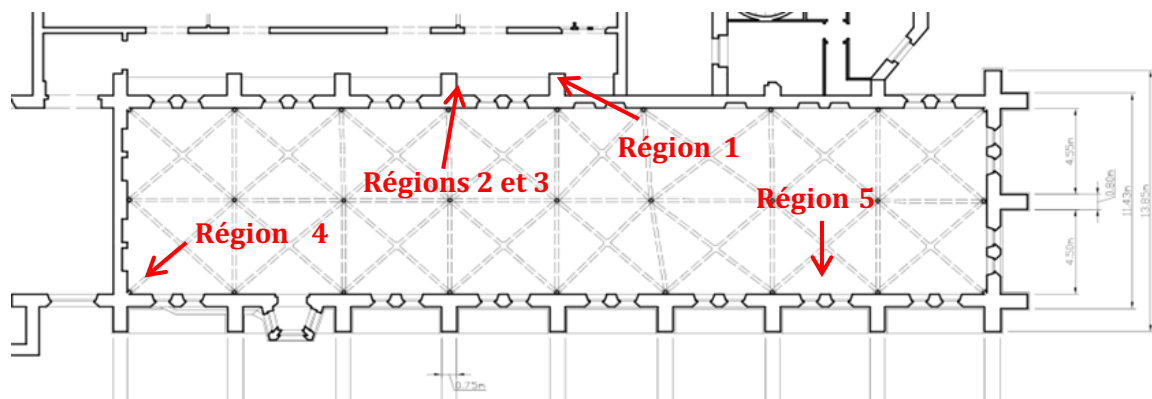 Région 1
Régions 2 et 3
Région 5
Région 4
4.55m
0.80m
11.43m
13.85m
4.50m
0.75m